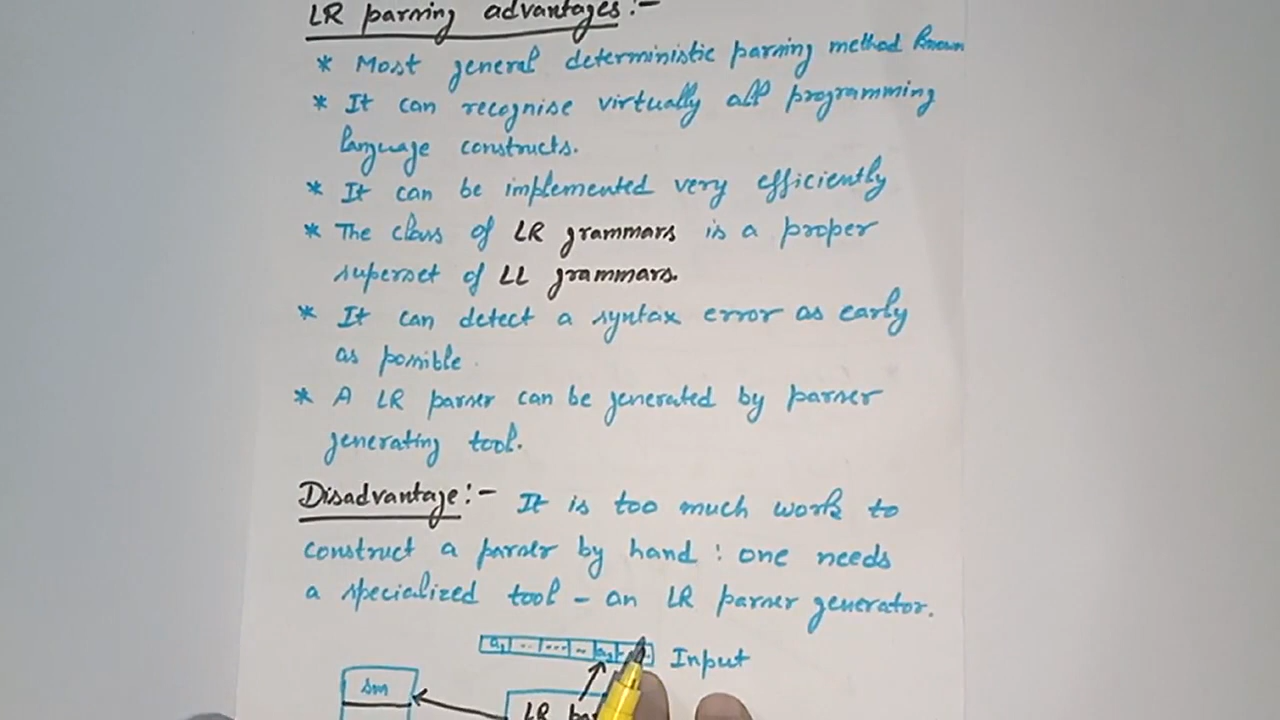 LR parsing advantages :-
* Most general deterministic parsing method known
* It can recognise virtually all programming
language constructs.
* It can be implemented very efficiently
* The class of LR grammars is a proper
superset of LL grammars.
* It can detect a syntax error as early
as possible.
* A LR parser can be generated by parser
generating tool.
Disadvantage :- It is too much work to
construct a parser by hand : one needs
a specialized tool - an LR parser generator.
a1 .. ... ~
Input
Sm
LR